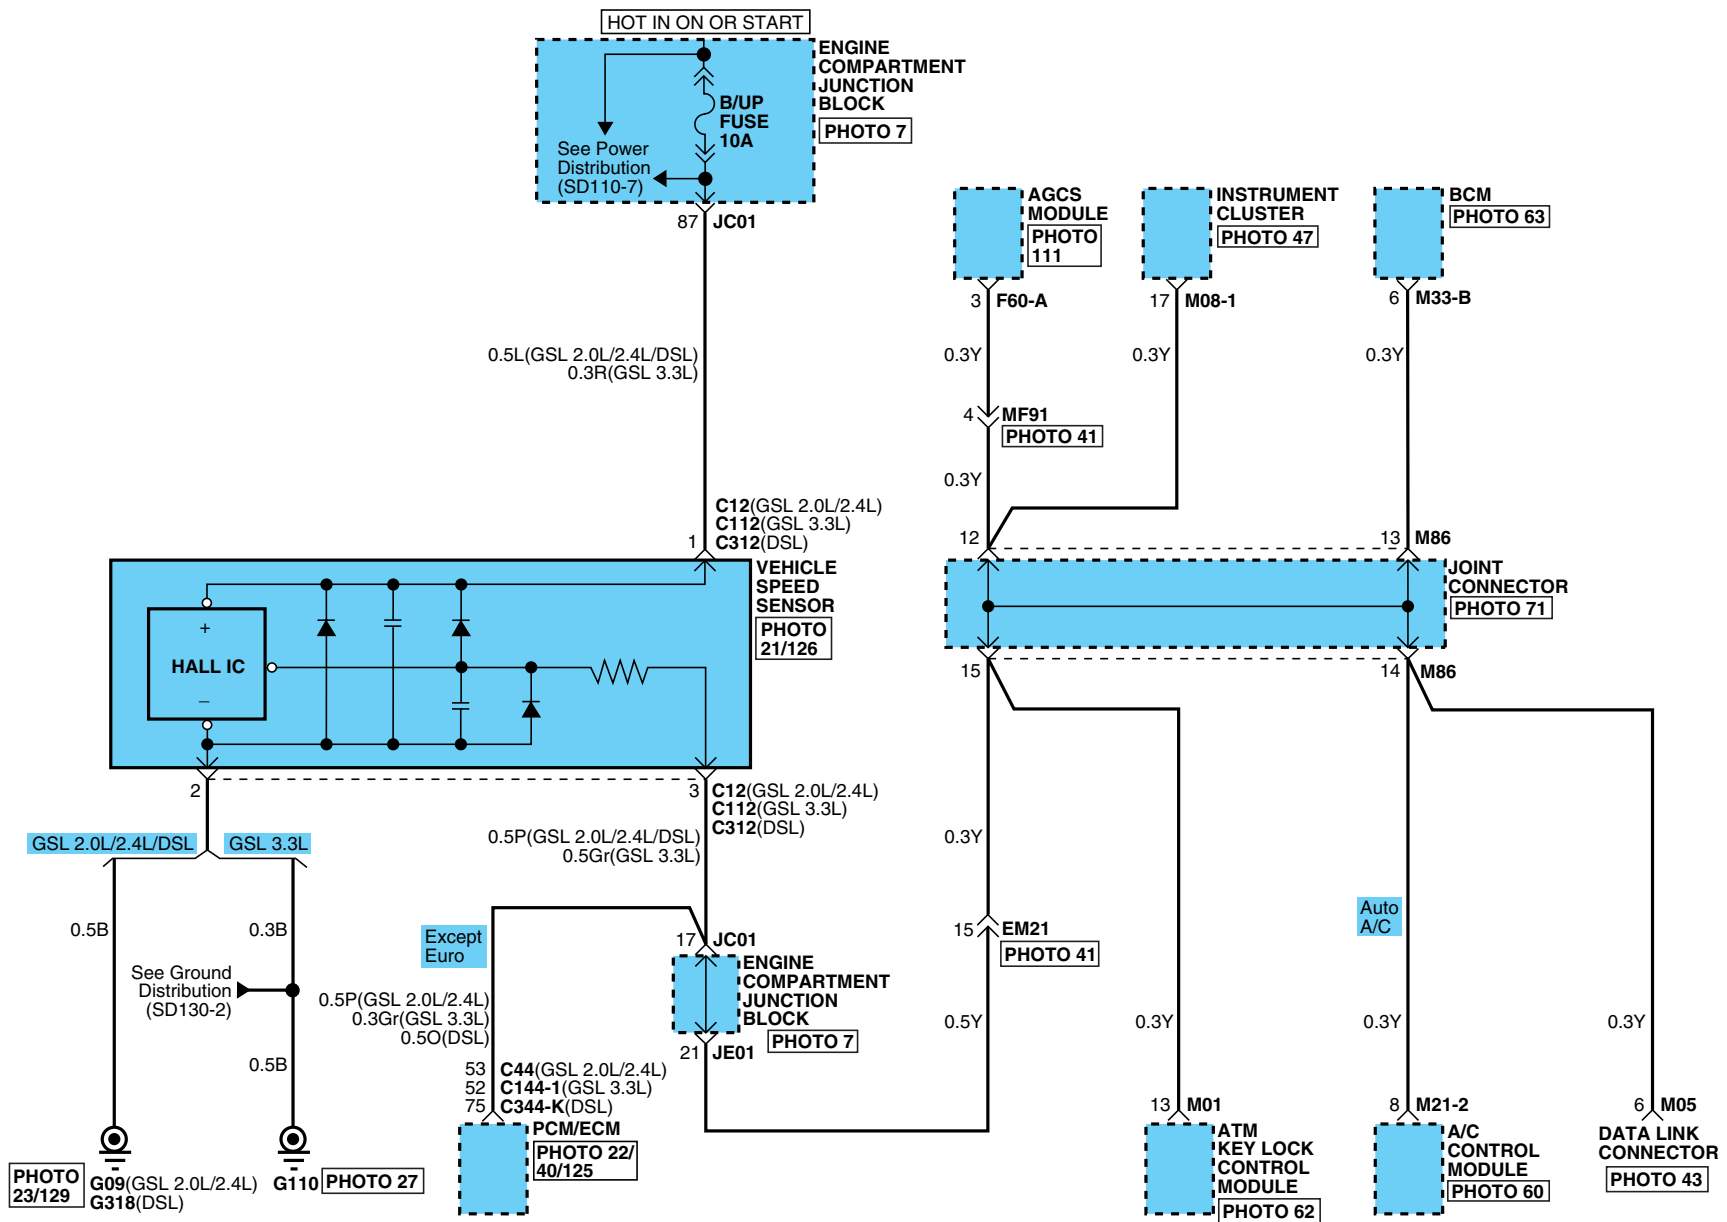 HOT IN ON OR START
ENGINE
COMPARTMENT
JUNCTION
BLOCK
PHOTO 7
B/UP
FUSE
10A
See Power
Distribution
(SD110-7)
87 JC01
0.5L(GSL 2.0L/2.4L/DSL)
0.3R(GSL 3.3L)
C12(GSL 2.0L/2.4L)
C112(GSL 3.3L)
1 C312(DSL)
VEHICLE
SPEED
SENSOR
PHOTO
21/126
+
HALL IC
–
2
3 C12(GSL 2.0L/2.4L)
C112(GSL 3.3L)
C312(DSL)
GSL 2.0L/2.4L/DSL
GSL 3.3L
0.5P(GSL 2.0L/2.4L/DSL)
0.5Gr(GSL 3.3L)
0.5B
0.3B
See Ground
Distribution
(SD130-2)
0.5B
PHOTO
23/129
G09(GSL 2.0L/2.4L)
G318(DSL)
G110 PHOTO 27
Except
Euro
17 JC01
ENGINE
COMPARTMENT
JUNCTION
BLOCK
PHOTO 7
21 JE01
0.5P(GSL 2.0L/2.4L)
0.3Gr(GSL 3.3L)
0.5O(DSL)
53 C44(GSL 2.0L/2.4L)
52 C144-1(GSL 3.3L)
75 C344-K(DSL)
PCM/ECM
PHOTO 22/
40/125
AGCS
MODULE
PHOTO
111
3 F60-A
0.3Y
4 MF91
PHOTO 41
0.3Y
INSTRUMENT
CLUSTER
PHOTO 47
17 M08-1
0.3Y
BCM
PHOTO 63
6 M33-B
0.3Y
12
13 M86
JOINT
CONNECTOR
PHOTO 71
15
14 M86
0.3Y
15 EM21
PHOTO 41
0.5Y
0.3Y
Auto
A/C
0.3Y
0.3Y
13 M01
ATM
KEY LOCK
CONTROL
MODULE
PHOTO 62
8 M21-2
A/C
CONTROL
MODULE
PHOTO 60
6 M05
DATA LINK
CONNECTOR
PHOTO 43